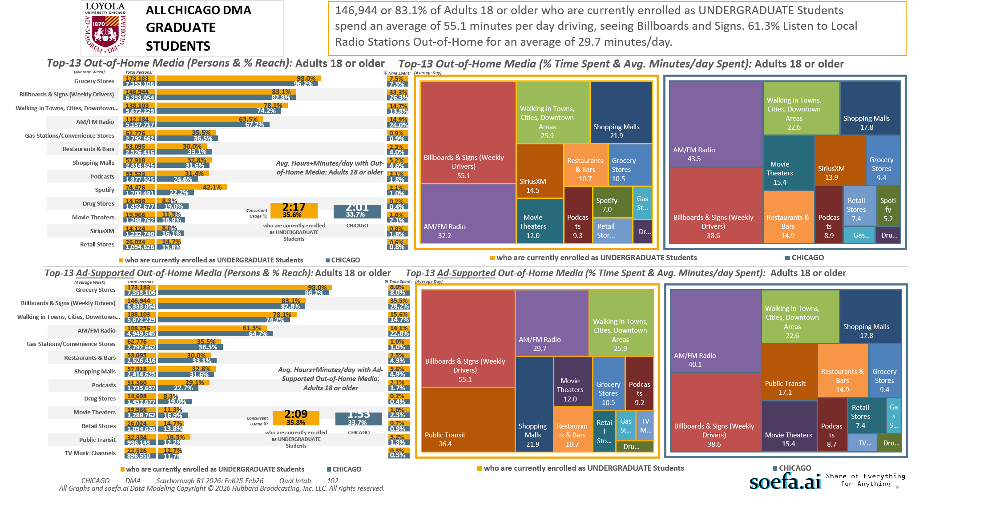 LOYOLA
UNIVERSITY CHICAGO
1870
AD • MAJOREM • DEI • GLORIAM
ALL CHICAGO DMA
GRADUATE
STUDENTS
146,944 or 83.1% of Adults 18 or older who are currently enrolled as UNDERGRADUATE Students
spend an average of 55.1 minutes per day driving, seeing Billboards and Signs. 61.3% Listen to Local
Radio Stations Out-of-Home for an average of 29.7 minutes/day.
Top-13 Out-of-Home Media (Persons & % Reach): Adults 18 or older
(Average Week) Total Persons: % Time Spent:
Grocery Stores 173,183 98.0% 7.5%
7,353,106 96.2% 7.5%
Billboards & Signs (Weekly Drivers) 146,944 83.1% 33.3%
6,333,054 82.8% 26.3%
Walking in Towns, Cities, Downtown... 138,103 78.1% 14.7%
5,672,229 74.2% 13.8%
AM/FM Radio 112,184 63.5% 14.9%
5,137,717 67.2% 24.0%
Gas Stations/Convenience Stores 62,776 35.5% 0.9%
2,792,662 36.5% 0.9%
Restaurants & Bars 53,095 30.0% 2.3%
2,526,416 33.1% 4.0%
Shopping Malls 57,918 32.8% 5.2%
2,414,625 31.6% 4.6%
Podcasts 55,523 31.4% 2.1%
1,877,525 24.6% 1.8%
Spotify 74,476 42.1% 2.1%
1,700,491 22.2% 1.0%
Drug Stores 14,698 8.3% 0.2%
1,452,677 19.0% 0.4%
Movie Theaters 19,966 11.3% 1.0%
1,288,762 16.9% 2.1%
SiriusXM 14,124 8.0% 0.8%
1,232,740 16.1% 1.8%
Retail Stores 26,024 14.7% 0.6%
1,054,626 13.8% 0.8%
Avg. Hours+Minutes/day with Out-
of-Home Media: Adults 18 or older
Concurrent
Usage %:
2:17
35.6%
2:01
33.7%
who are currently enrolled
as UNDERGRADUATE
Students
CHICAGO
who are currently enrolled as UNDERGRADUATE Students CHICAGO
Top-13 Out-of-Home Media (% Time Spent & Avg. Minutes/day Spent): Adults 18 or older
(Average Day)
Billboards & Signs (Weekly
Drivers)
55.1
AM/FM Radio
32.2
Walking in Towns,
Cities, Downtown
Areas
25.9
Shopping Malls
21.9
SiriusXM
14.5
Movie
Theaters
12.0
Restaurants
& Bars
10.7
Grocery
Stores
10.5
Podcas
ts
9.3
Spotify
7.0
Retail
Stor...
Gas
St...
Dr...
who are currently enrolled as UNDERGRADUATE Students
AM/FM Radio
43.5
Billboards & Signs (Weekly
Drivers)
38.6
Walking in Towns,
Cities, Downtown
Areas
22.6
Shopping Malls
17.8
Movie
Theaters
15.4
Restaurants &
Bars
14.9
SiriusXM
13.9
Grocery
Stores
9.4
Podcas
ts
8.9
Retail
Stores
7.4
Spoti
fy
5.2
Gas...
Dru...
CHICAGO
Top-13 Ad-Supported Out-of-Home Media (Persons & % Reach): Adults 18 or older
(Average Week) Total Persons: % Time Spent:
Grocery Stores 173,183 98.0% 8.0%
7,353,106 96.2% 8.0%
Billboards & Signs (Weekly Drivers) 146,944 83.1% 35.5%
6,333,054 82.8% 28.2%
Walking in Towns, Cities, Downtown... 138,103 78.1% 15.6%
5,672,229 74.2% 14.7%
AM/FM Radio 108,256 61.3% 14.1%
4,949,545 64.7% 22.8%
Gas Stations/Convenience Stores 62,776 35.5% 1.0%
2,792,662 36.5% 1.0%
Restaurants & Bars 53,095 30.0% 2.5%
2,526,416 33.1% 4.3%
Shopping Malls 57,918 32.8% 5.6%
2,414,625 31.6% 4.9%
Podcasts 51,360 29.1% 2.1%
1,735,657 22.7% 1.7%
Drug Stores 14,698 8.3% 0.2%
1,452,677 19.0% 0.4%
Movie Theaters 19,966 11.3% 1.0%
1,288,762 16.9% 2.3%
Retail Stores 26,024 14.7% 0.7%
1,054,626 13.8% 0.9%
Public Transit 32,334 18.3% 5.2%
936,143 12.2% 1.8%
TV Music Channels 22,526 12.7% 0.3%
896,550 11.7% 0.3%
Avg. Hours+Minutes/day with Ad-
Supported Out-of-Home Media:
Adults 18 or older
Concurrent
Usage %:
2:09
35.8%
1:53
33.7%
who are currently enrolled
as UNDERGRADUATE
Students
CHICAGO
who are currently enrolled as UNDERGRADUATE Students CHICAGO
Top-13 Ad-Supported Out-of-Home Media (% Time Spent & Avg. Minutes/day Spent): Adults 18 or older
(Average Day)
Billboards & Signs (Weekly
Drivers)
55.1
Public Transit
36.4
AM/FM Radio
29.7
Walking in Towns,
Cities, Downtown
Areas
25.9
Shopping
Malls
21.9
Movie
Theaters
12.0
Restauran
ts & Bars
10.7
Grocery
Stores
10.5
Podcas
ts
9.2
Retai
l
Sto...
Gas
St...
TV
M...
Dru...
who are currently enrolled as UNDERGRADUATE Students
AM/FM Radio
40.1
Billboards & Signs (Weekly
Drivers)
38.6
Walking in Towns,
Cities, Downtown
Areas
22.6
Shopping Malls
17.8
Public Transit
17.1
Movie Theaters
15.4
Restaurants &
Bars
14.9
Grocery
Stores
9.4
Podcas
ts
8.7
Retail
Stores
7.4
Ga
s
S...
TV...
Dru...
CHICAGO
CHICAGO DMA Scarborough R1 2026: Feb25-Feb26 Qual Intab 102
All Graphs and soefa.ai Data Modeling Copyright © 2026 Hubbard Broadcasting, Inc. LLC. All rights reserved.
soefa.ai
Share of Everything
for Anything ©